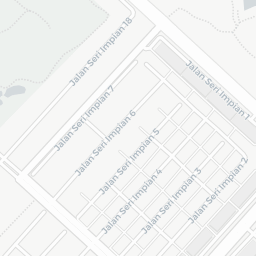 Jalan Seri Impian 18
Jalan Seri Impian 1
Jalan Seri Impian 7
Jalan Seri Impian 6
Jalan Seri Impian 5
Jalan Seri Impian 4
Jalan Seri Impian 3
Jalan Seri Impian 2